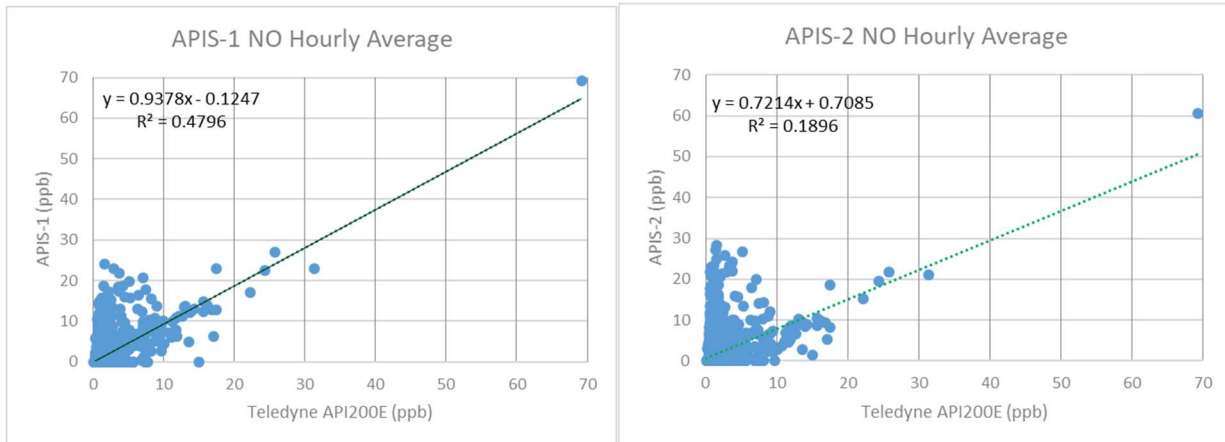 APIS-1 NO Hourly Average
70
60
50
40
30
20
10
0
y = 0.9378x - 0.1247
R² = 0.4796
APIS-1 (ppb)
0 10 20 30 40 50 60 70
Teledyne API200E (ppb)
APIS-2 NO Hourly Average
70
60
50
40
30
20
10
0
y = 0.7214x + 0.7085
R² = 0.1896
APIS-2 (ppb)
0 10 20 30 40 50 60 70
Teledyne API200E (ppb)